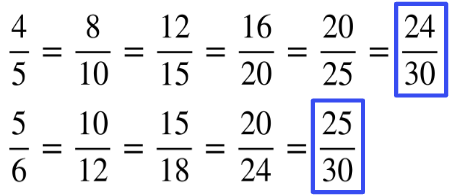 4/5 = 8/10 = 12/15 = 16/20 = 20/25 = 24/30
5/6 = 10/12 = 15/18 = 20/24 = 25/30